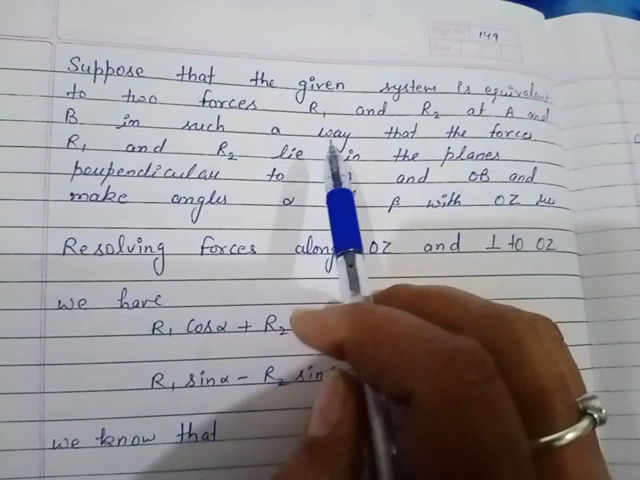 149
Suppose that the given system is equivalent
to two forces R₁ and R₂ at A and
B in such a way that the forces
R₁ and R₂ lie in the planes
perpendicular to and OB and
make angles α β with OZ
Resolving forces along OZ and ⊥ to OZ
we have
R₁ cosα + R₂
R₁ sinα - R₂ sin
we know that